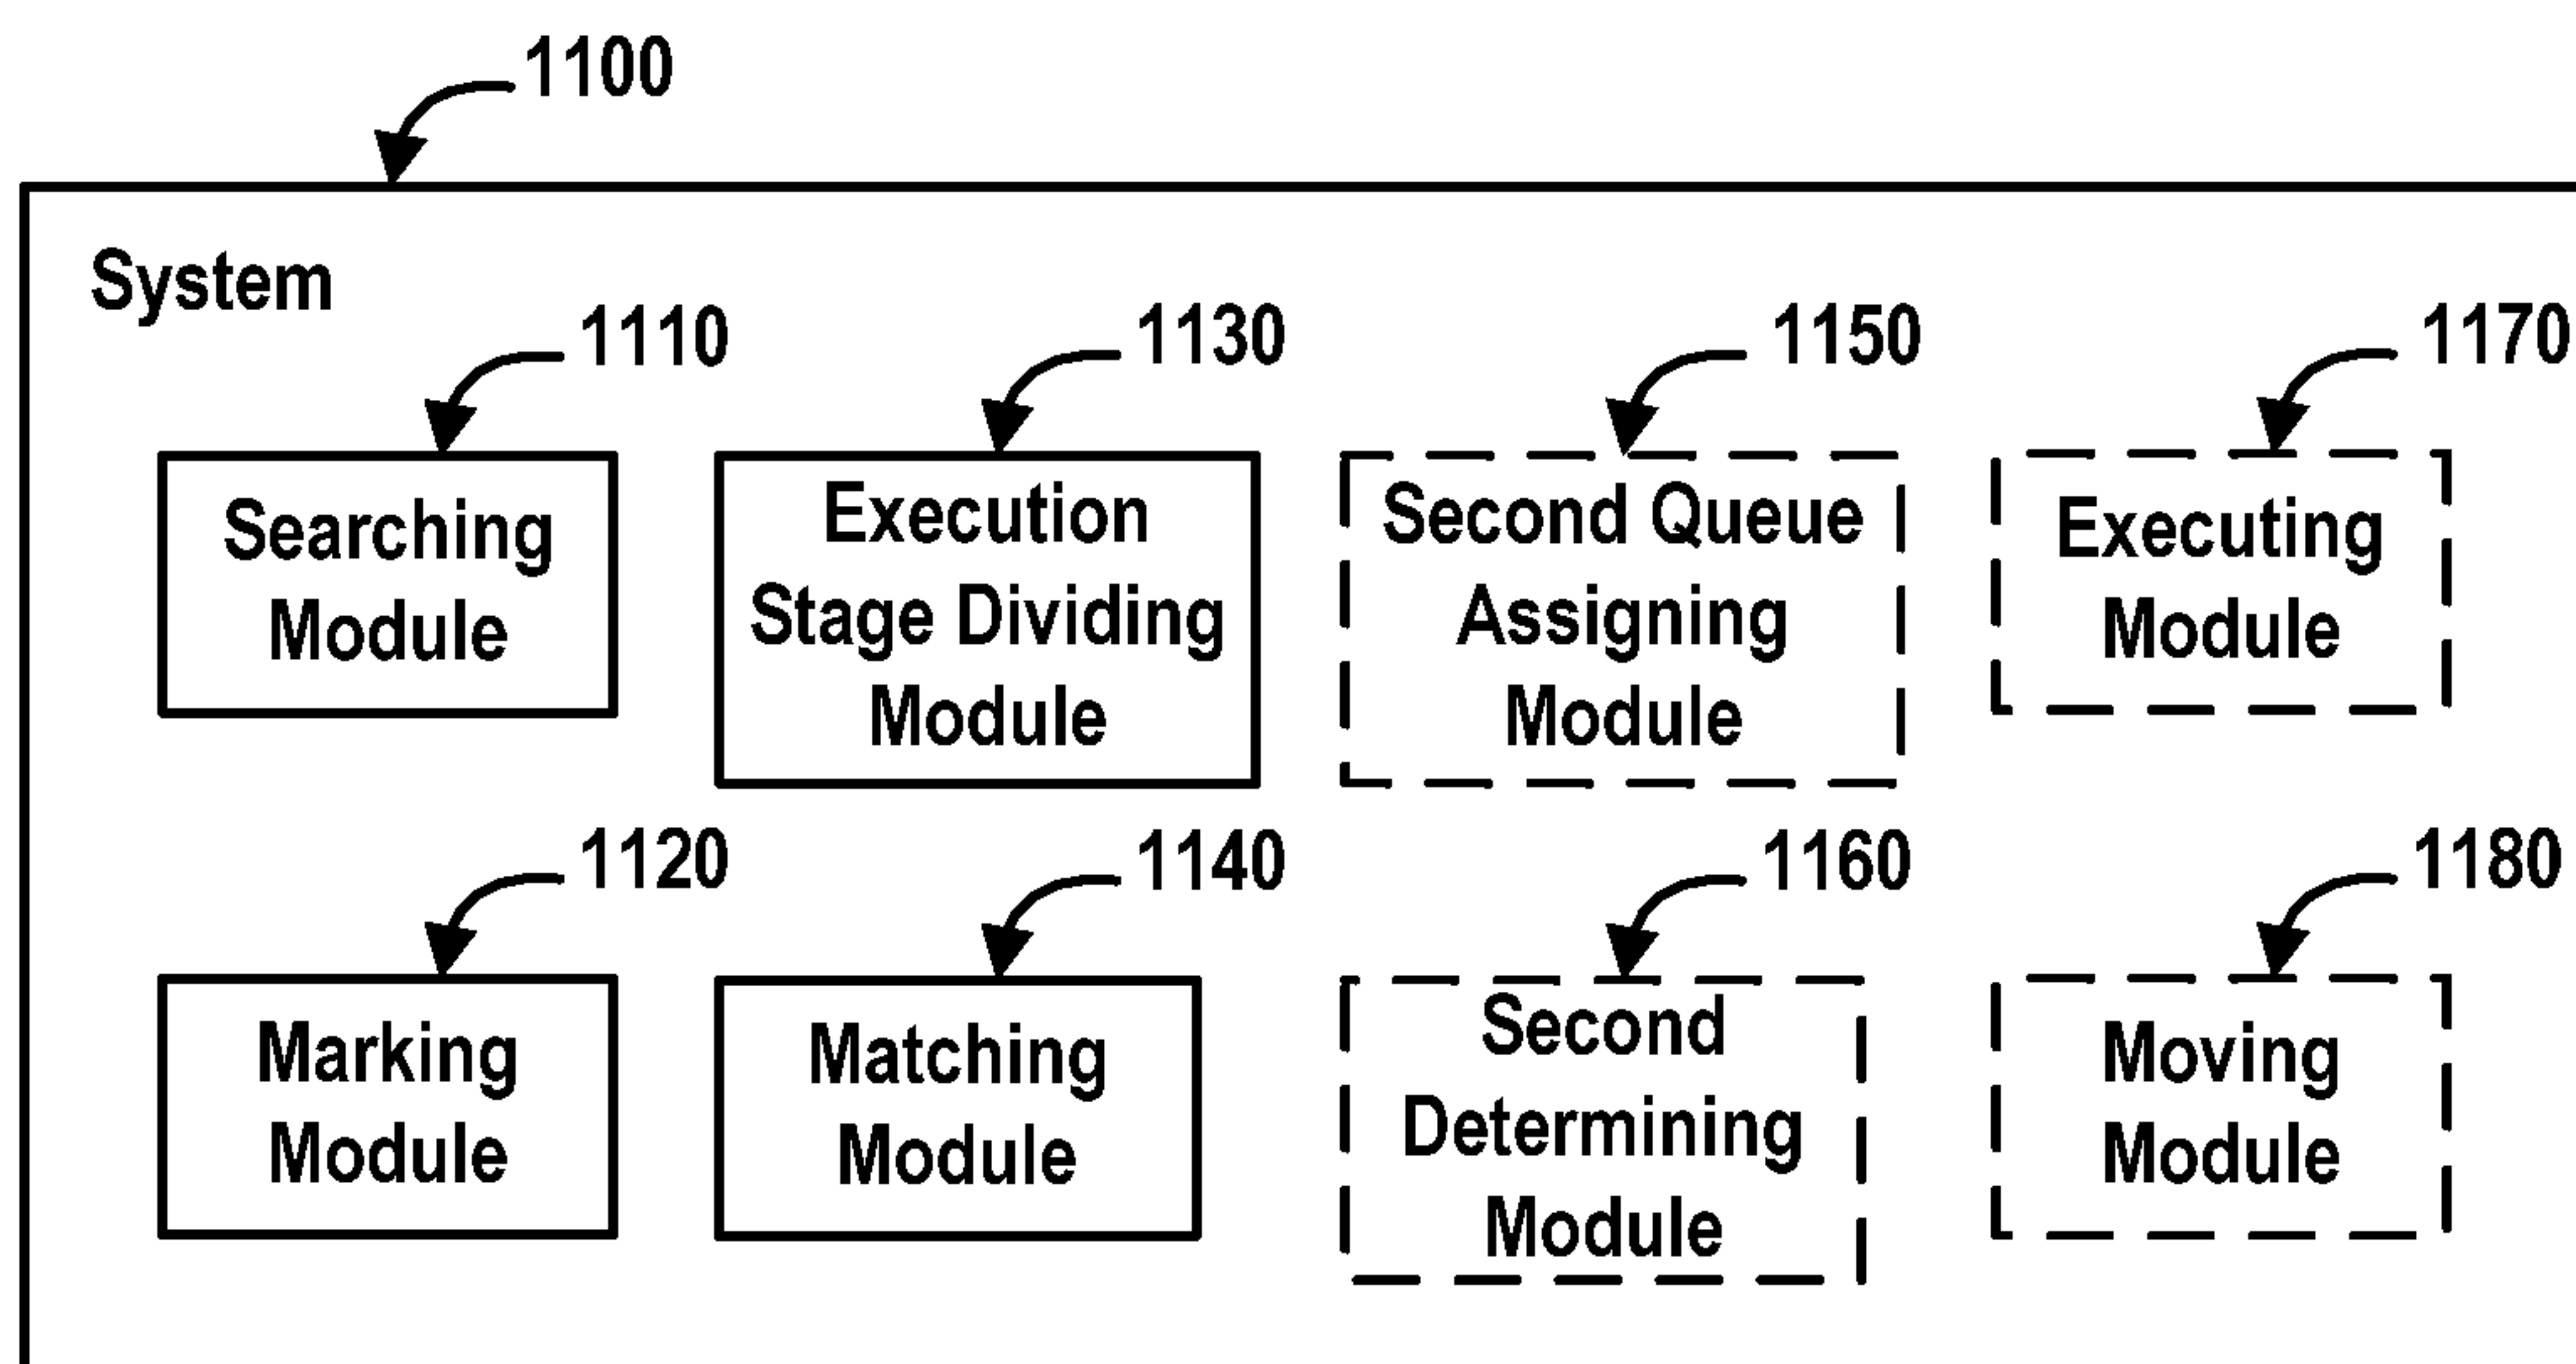 1100
System
1110
1130
1150
1170
Searching
Module
Execution
Stage Dividing
Module
Second Queue
Assigning
Module
Executing
Module
1120
1140
1160
1180
Marking
Module
Matching
Module
Second
Determining
Module
Moving
Module